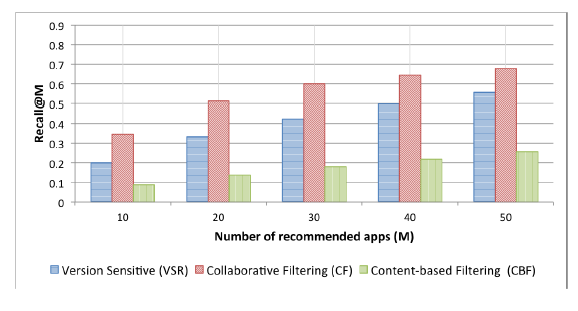 0.9
0.8
0.7
0.6
0.5
0.4
0.3
0.2
0.1
0
Recall@M
10 20 30 40 50
Number of recommended apps (M)
Version Sensitive (VSR) Collaborative Filtering (CF) Content-based Filtering (CBF)